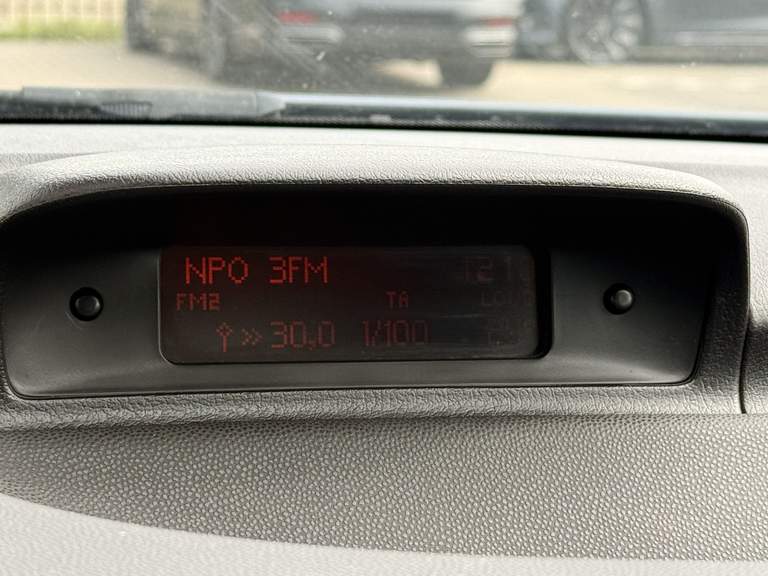 NPO 3FM
FM2 TA
>> 30,0 l/100